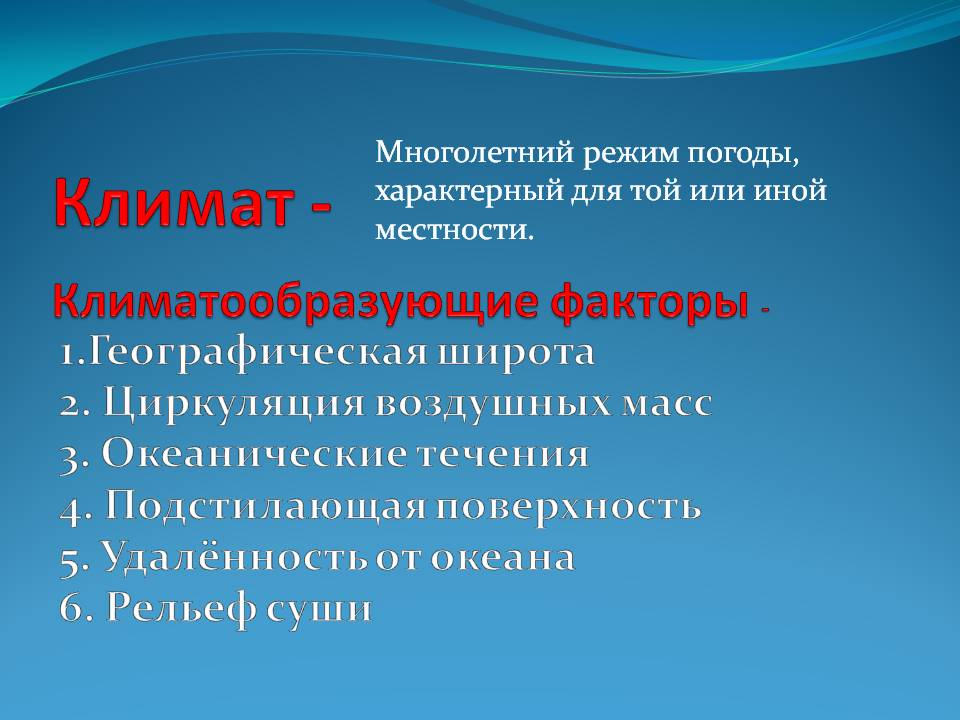 Климат -
Многолетний режим погоды,
характерный для той или иной
местности.
Климатообразующие факторы -
1.Географическая широта
2. Циркуляция воздушных масс
3. Океанические течения
4. Подстилающая поверхность
5. Удалённость от океана
6. Рельеф суши